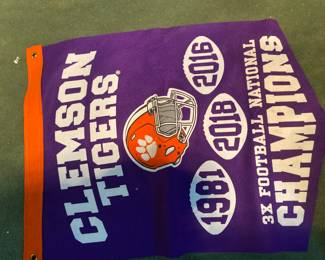 CLEMSON
TIGERS®
1981 2018 2016
3X FOOTBALL NATIONAL
CHAMPIONS